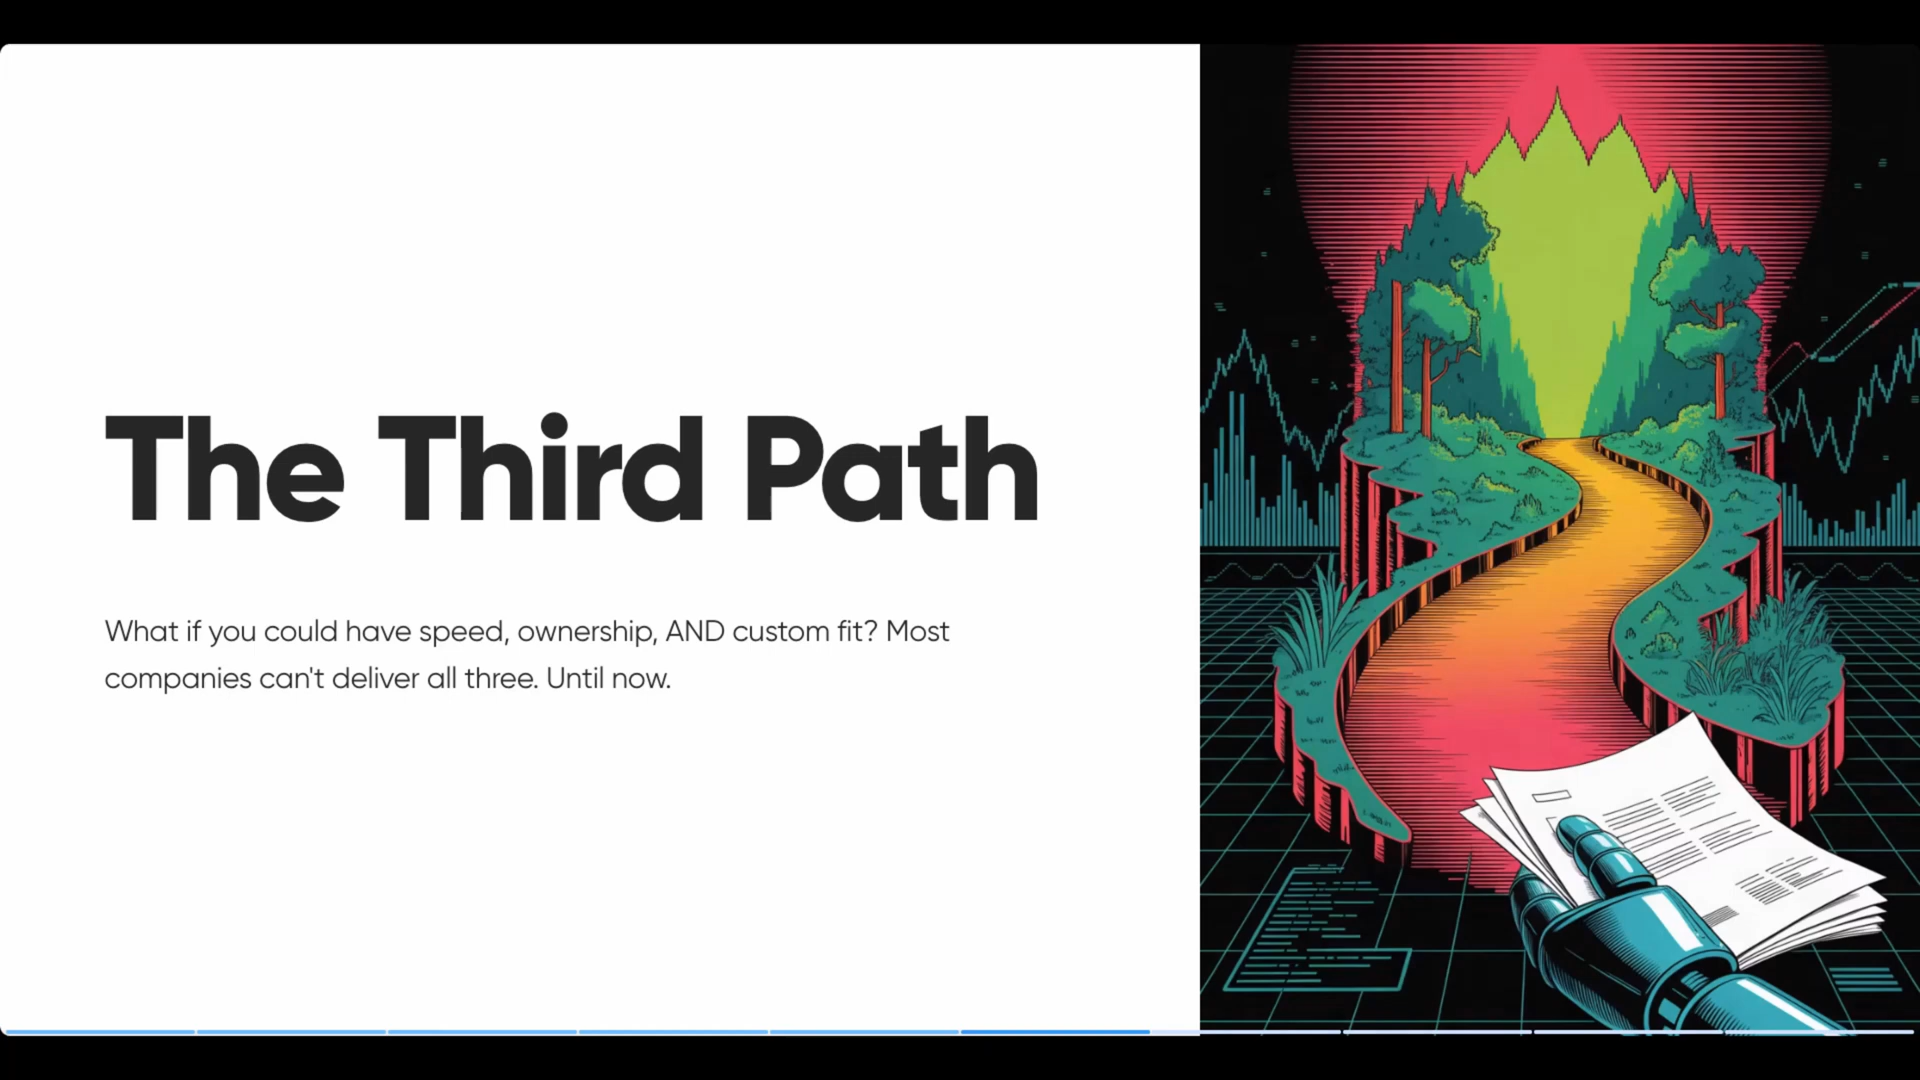 The Third Path
What if you could have speed, ownership, AND custom fit? Most
companies can't deliver all three. Until now.